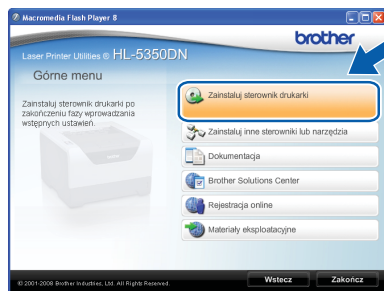 Macromedia Flash Player 8
brother
Laser Printer Utilities ® HL-5350DN
Górne menu
Zainstaluj sterownik drukarki po
zakończeniu fazy wprowadzania
wstępnych ustawień.
Zainstaluj sterownik drukarki
Zainstaluj inne sterowniki lub narzędzia
Dokumentacja
Brother Solutions Center
Rejestracja online
Materiały eksploatacyjne
© 2001-2008 Brother Industries, Ltd. All Rights Reserved.
Wstecz
Zakończ